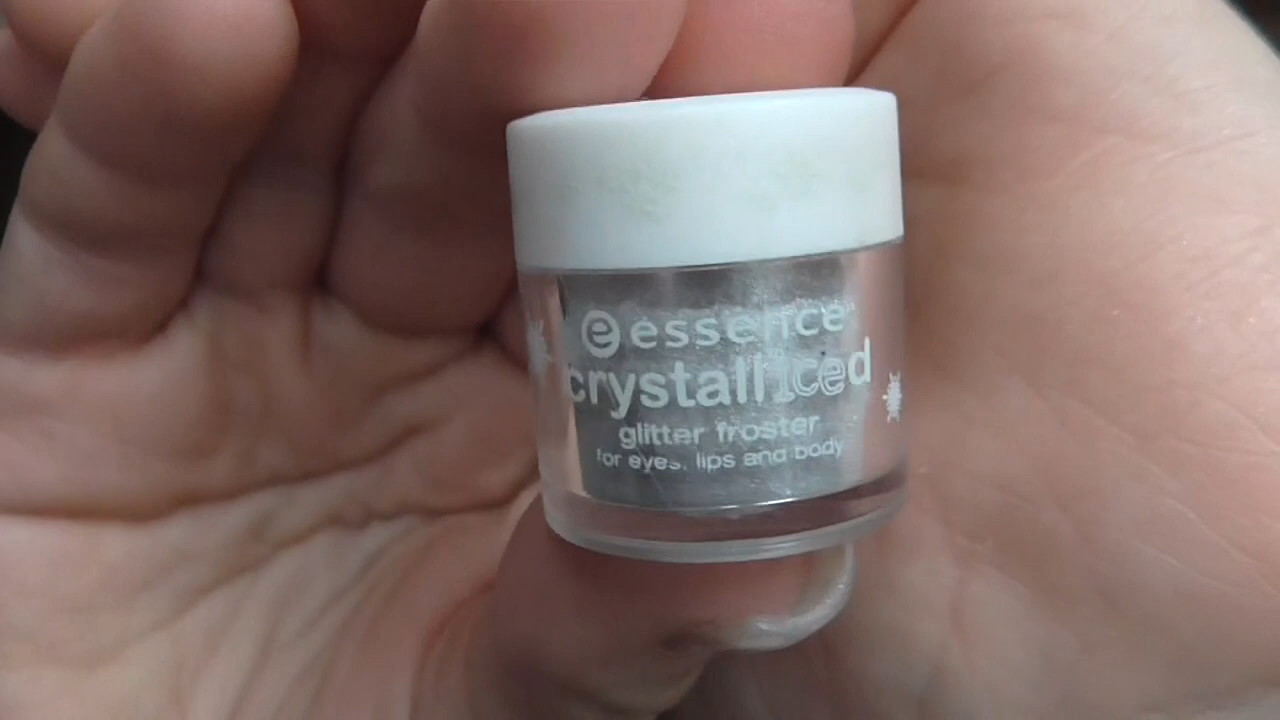 e essence
crystalliced
glitter froster
for eyes, lips and body